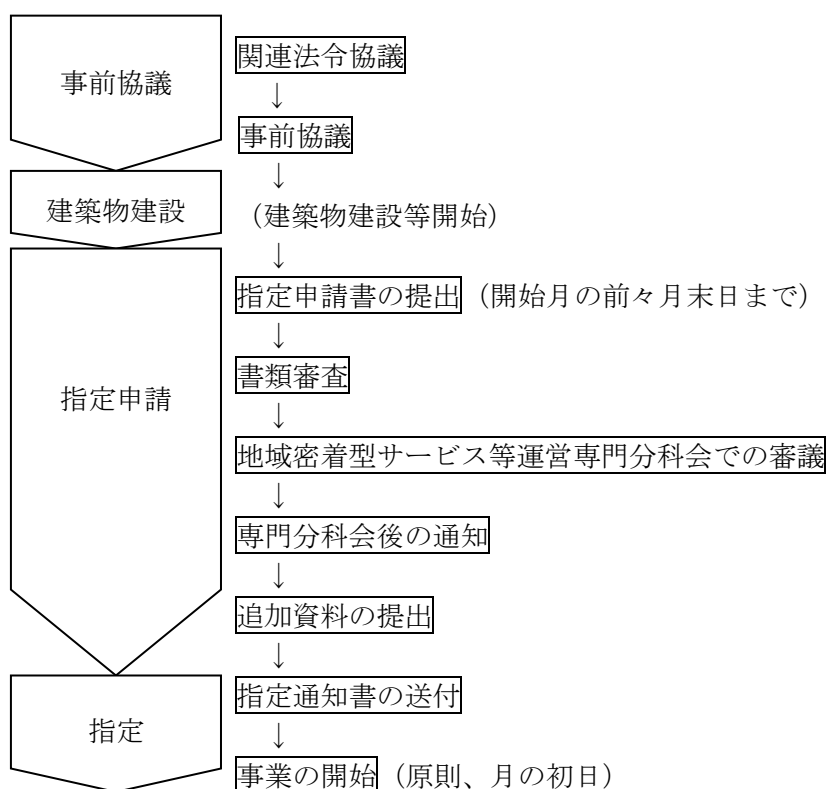 事前協議
関連法令協議
↓
事前協議
↓
建築物建設
（建築物建設等開始）
↓
指定申請
指定申請書の提出（開始月の前々月末日まで）
↓
書類審査
↓
地域密着型サービス等運営専門分科会での審議
↓
専門分科会後の通知
↓
追加資料の提出
↓
指定
指定通知書の送付
↓
事業の開始（原則、月の初日）